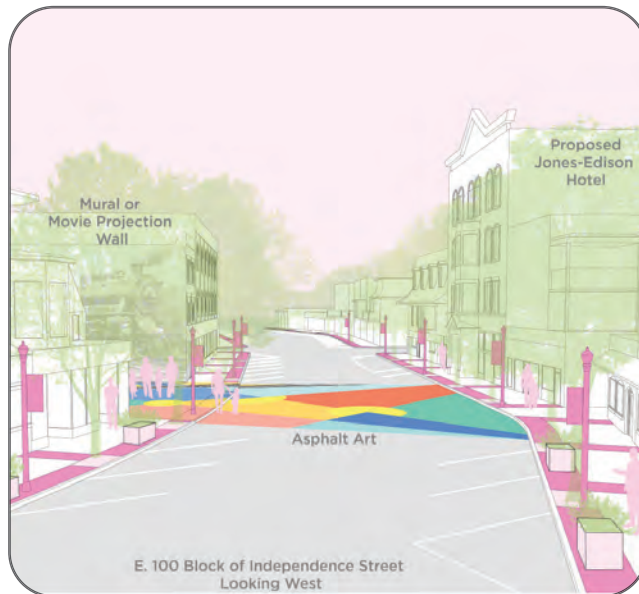 Proposed
Jones-Edison
Hotel
Mural or
Movie Projection
Wall
Asphalt Art
E. 100 Block of Independence Street
Looking West